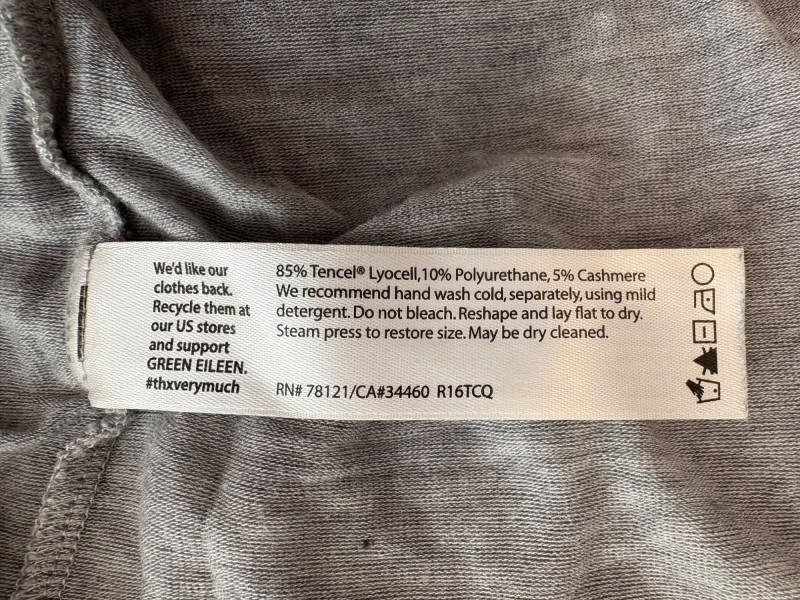 We'd like our
clothes back.
Recycle them at
our US stores
and support
GREEN EILEEN.
#thxverymuch
85% Tencel® Lyocell,10% Polyurethane, 5% Cashmere
We recommend hand wash cold, separately, using mild
detergent. Do not bleach. Reshape and lay flat to dry.
Steam press to restore size. May be dry cleaned.
RN# 78121/CA#34460 R16TCQ